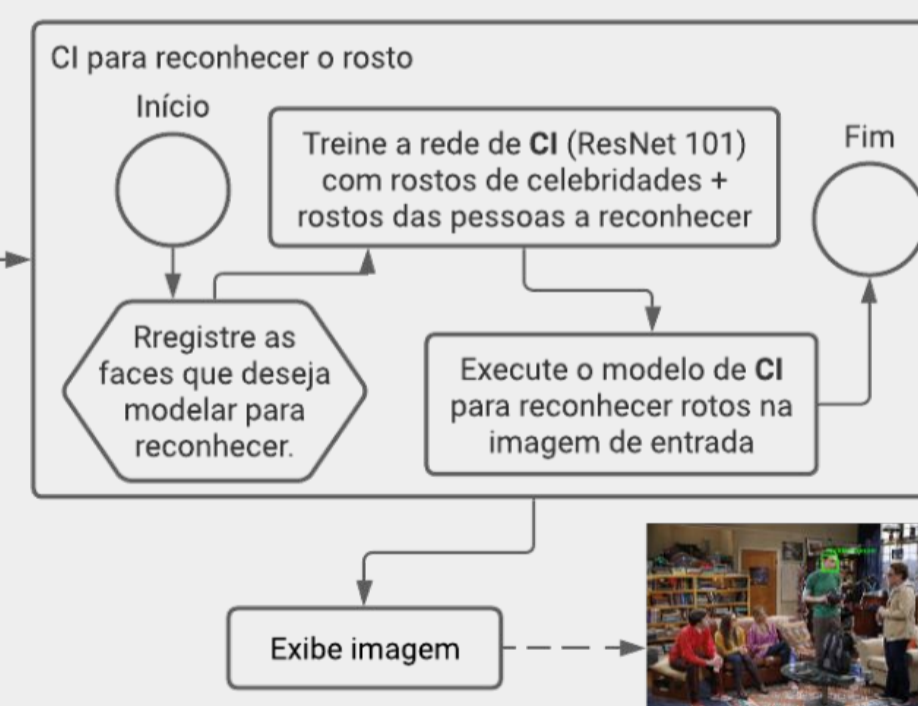 CI para reconhecer o rosto
Início
Treine a rede de CI (ResNet 101)
com rostos de celebridades +
rostos das pessoas a reconhecer
Fim
Rregistre as
faces que deseja
modelar para
reconhecer.
Execute o modelo de CI
para reconhecer rotos na
imagem de entrada
Exibe imagem